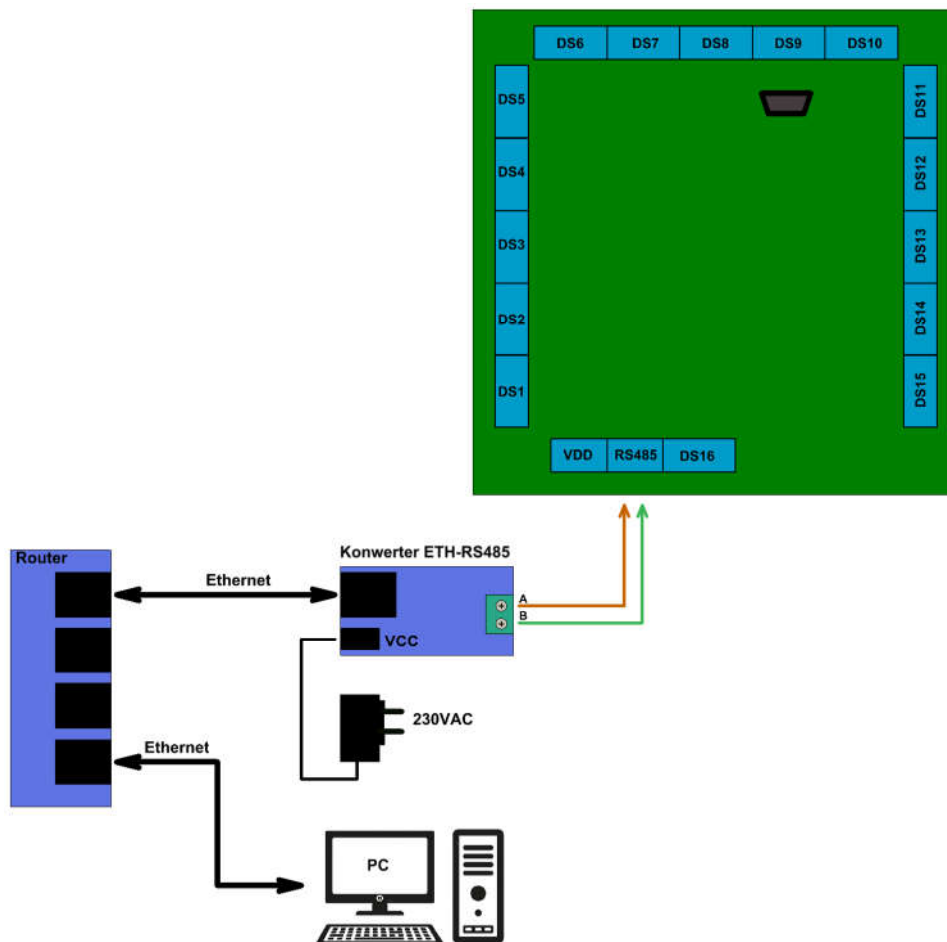 DS6 DS7 DS8 DS9 DS10
DS5
DS4
DS3
DS2
DS1
DS11
DS12
DS13
DS14
DS15
VDD RS485 DS16
Router
Konwerter ETH-RS485
Ethernet
A
B
VCC
230VAC
Ethernet
PC